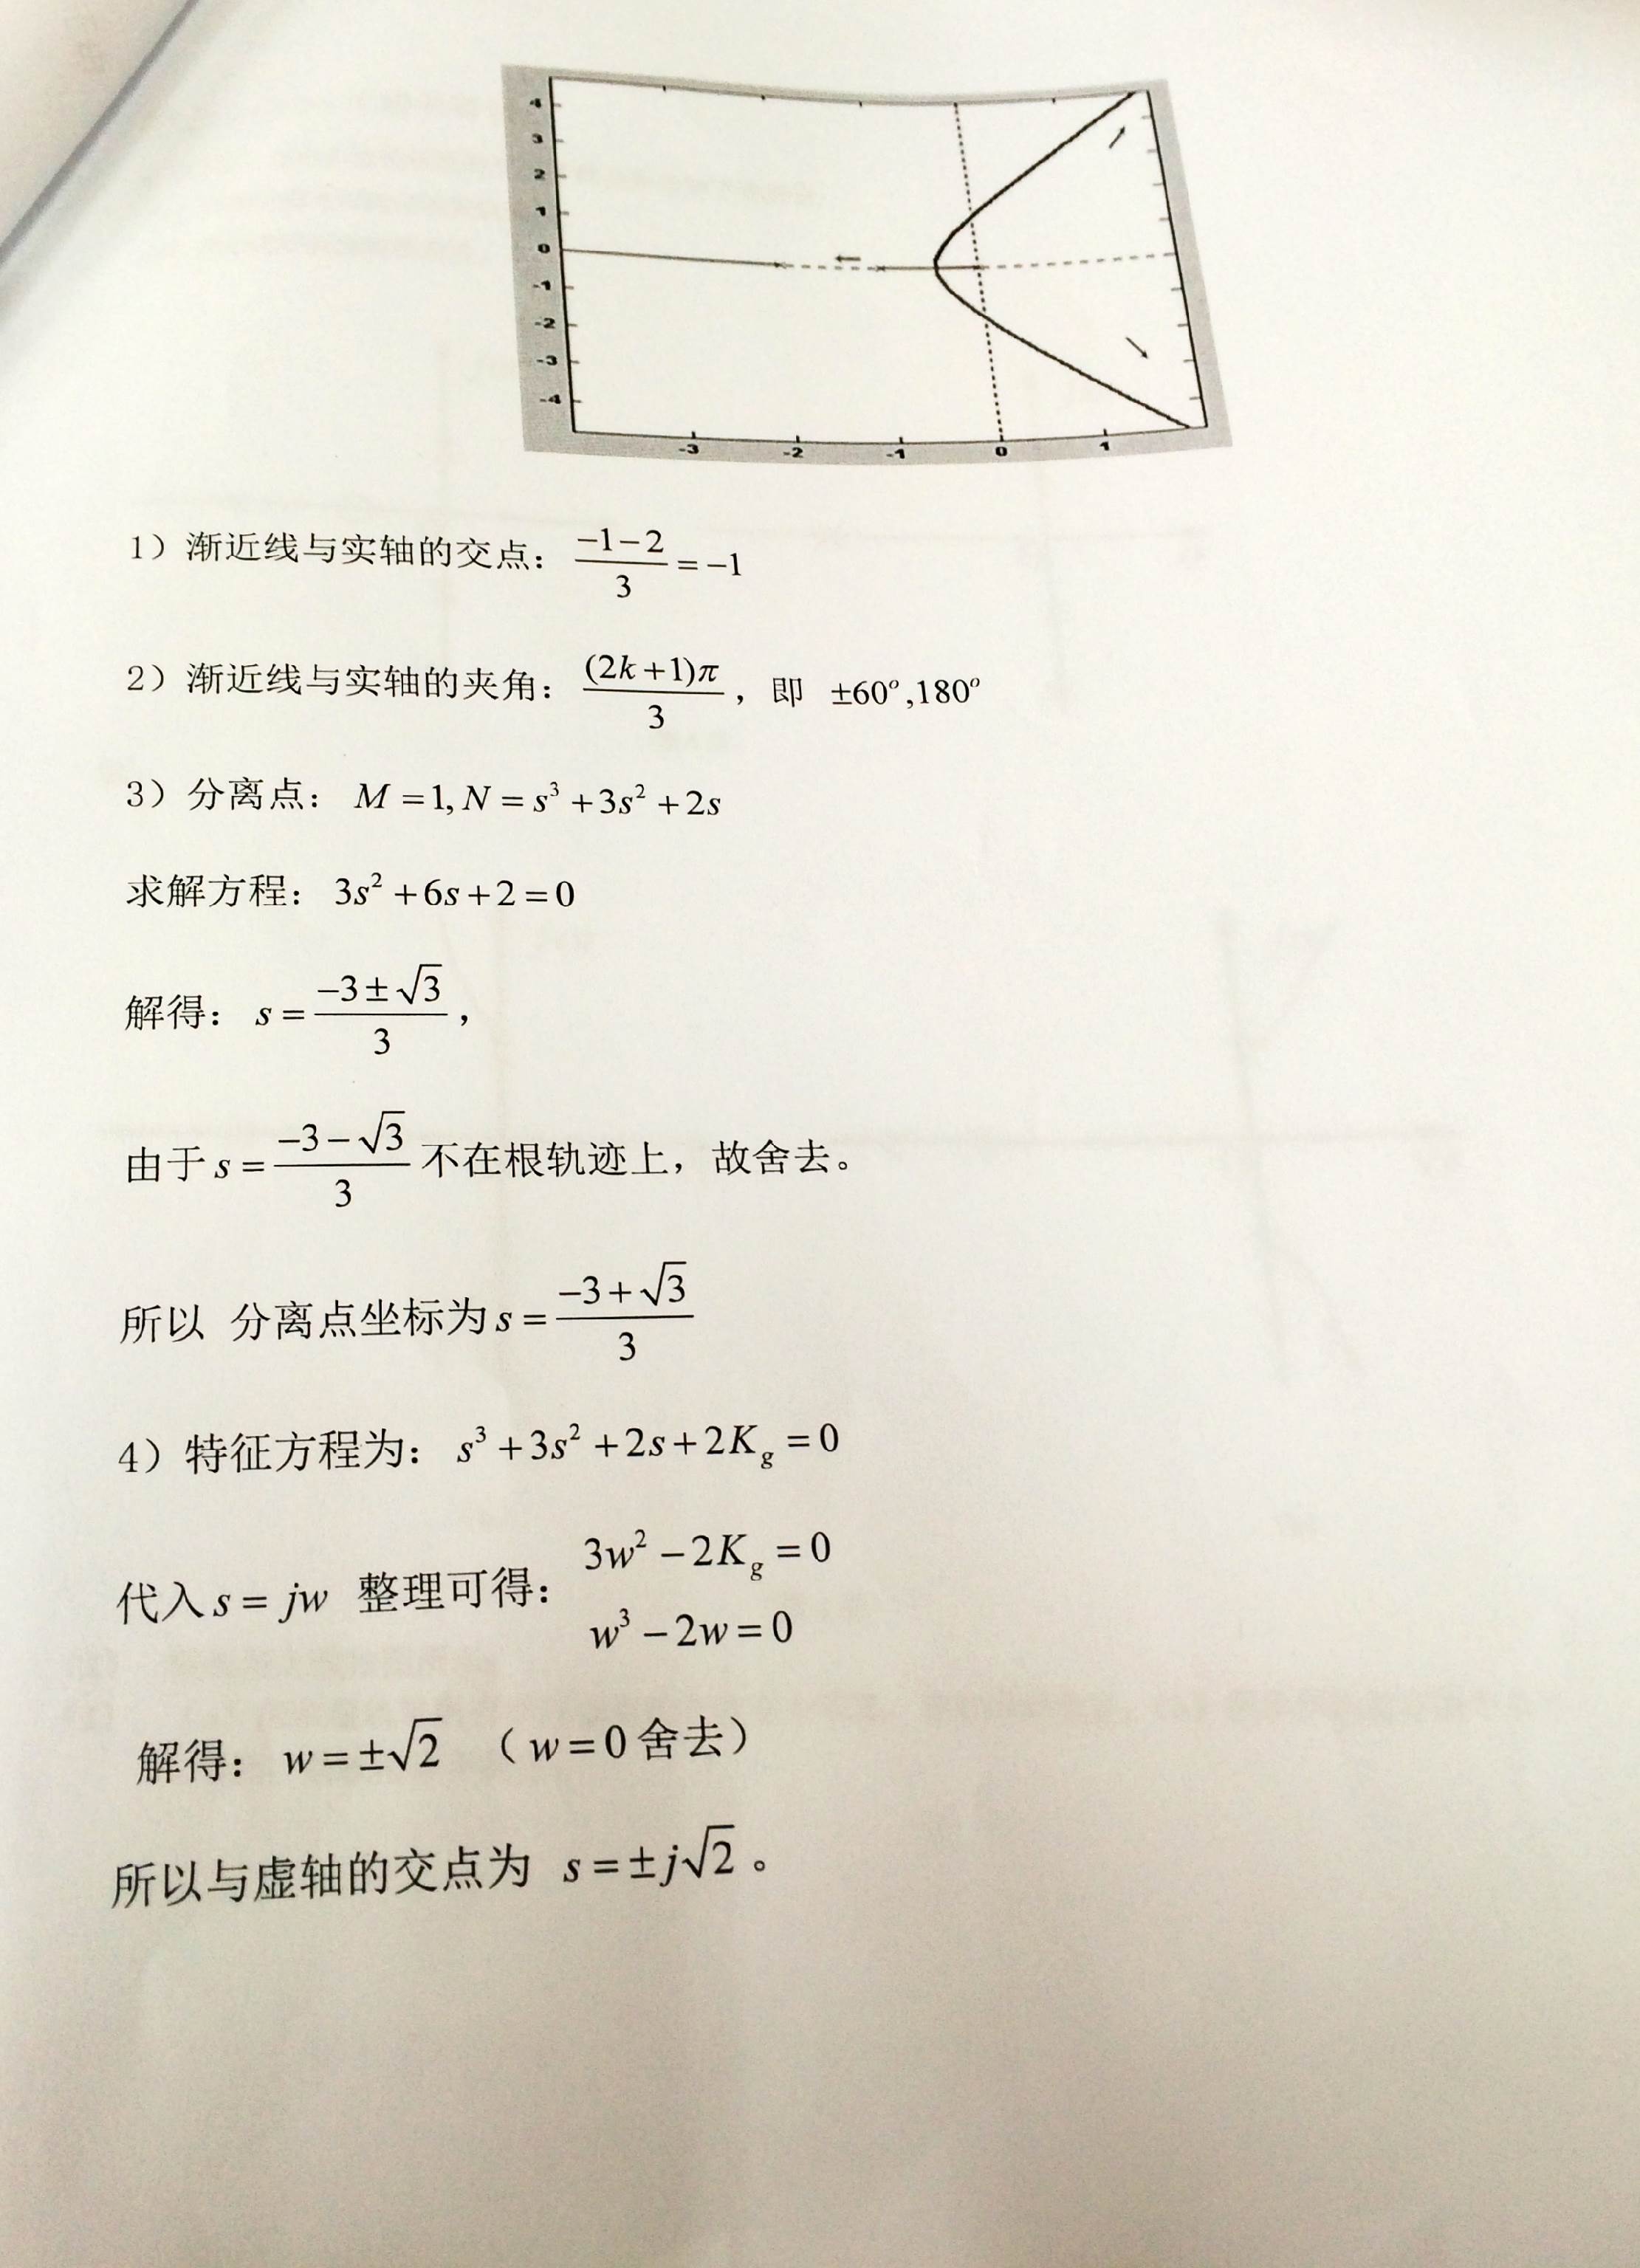 4
3
2
1
0
-1
-2
-3
-4
-3 -2 -1 0 1
1）渐近线与实轴的交点：$\frac{-1-2}{3}=-1$
2）渐近线与实轴的夹角：$\frac{(2k+1)\pi}{3}$，即 $\pm60^{o},180^{o}$
3）分离点：$M=1,N=s^{3}+3s^{2}+2s$
求解方程：$3s^{2}+6s+2=0$
解得：$s=\frac{-3\pm\sqrt{3}}{3}$，
由于$s=\frac{-3-\sqrt{3}}{3}$不在根轨迹上，故舍去。
所以 分离点坐标为$s=\frac{-3+\sqrt{3}}{3}$
4）特征方程为：$s^{3}+3s^{2}+2s+2K_{g}=0$
代入$s=jw$ 整理可得：$3w^{2}-2K_{g}=0$
$w^{3}-2w=0$
解得：$w=\pm\sqrt{2}$ （$w=0$舍去）
所以与虚轴的交点为 $s=\pm j\sqrt{2}$。